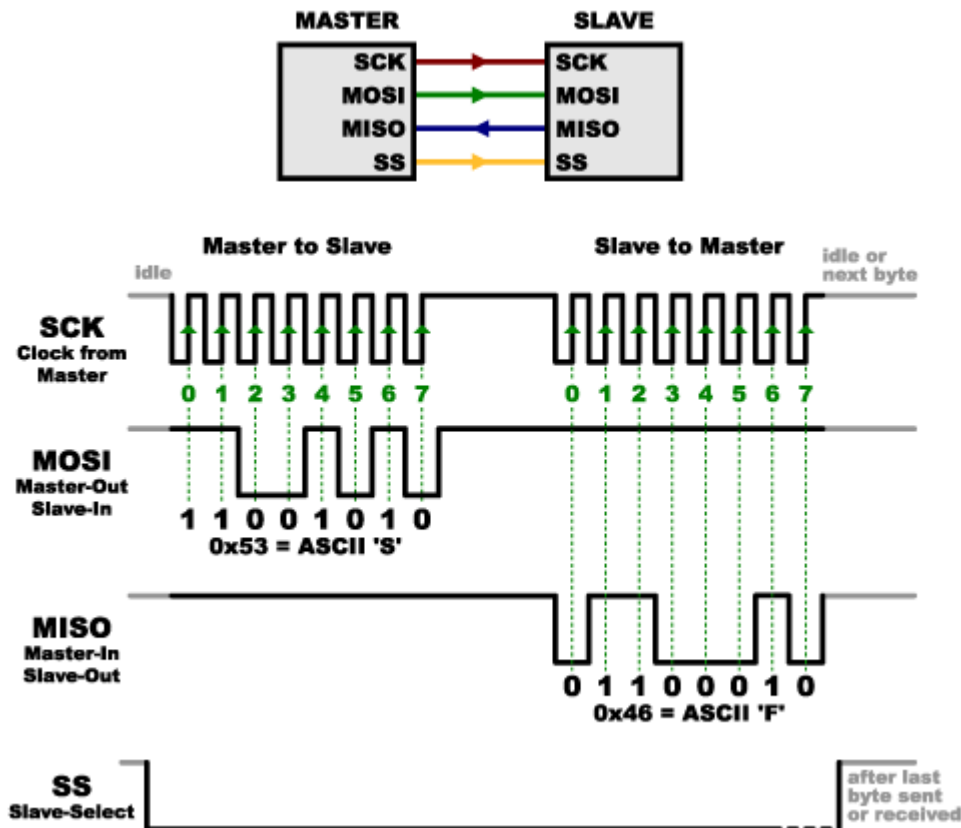 MASTER SLAVE
SCK SCK
MOSI MOSI
MISO MISO
SS SS
Master to Slave Slave to Master
idle idle or
next byte
SCK
Clock from
Master
0 1 2 3 4 5 6 7 0 1 2 3 4 5 6 7
MOSI
Master-Out
Slave-In
1 1 0 0 1 0 1 0
0x53 = ASCII 'S'
MISO
Master-In
Slave-Out
0 1 1 0 0 0 1 0
0x46 = ASCII 'F'
SS
Slave-Select
after last
byte sent
or received